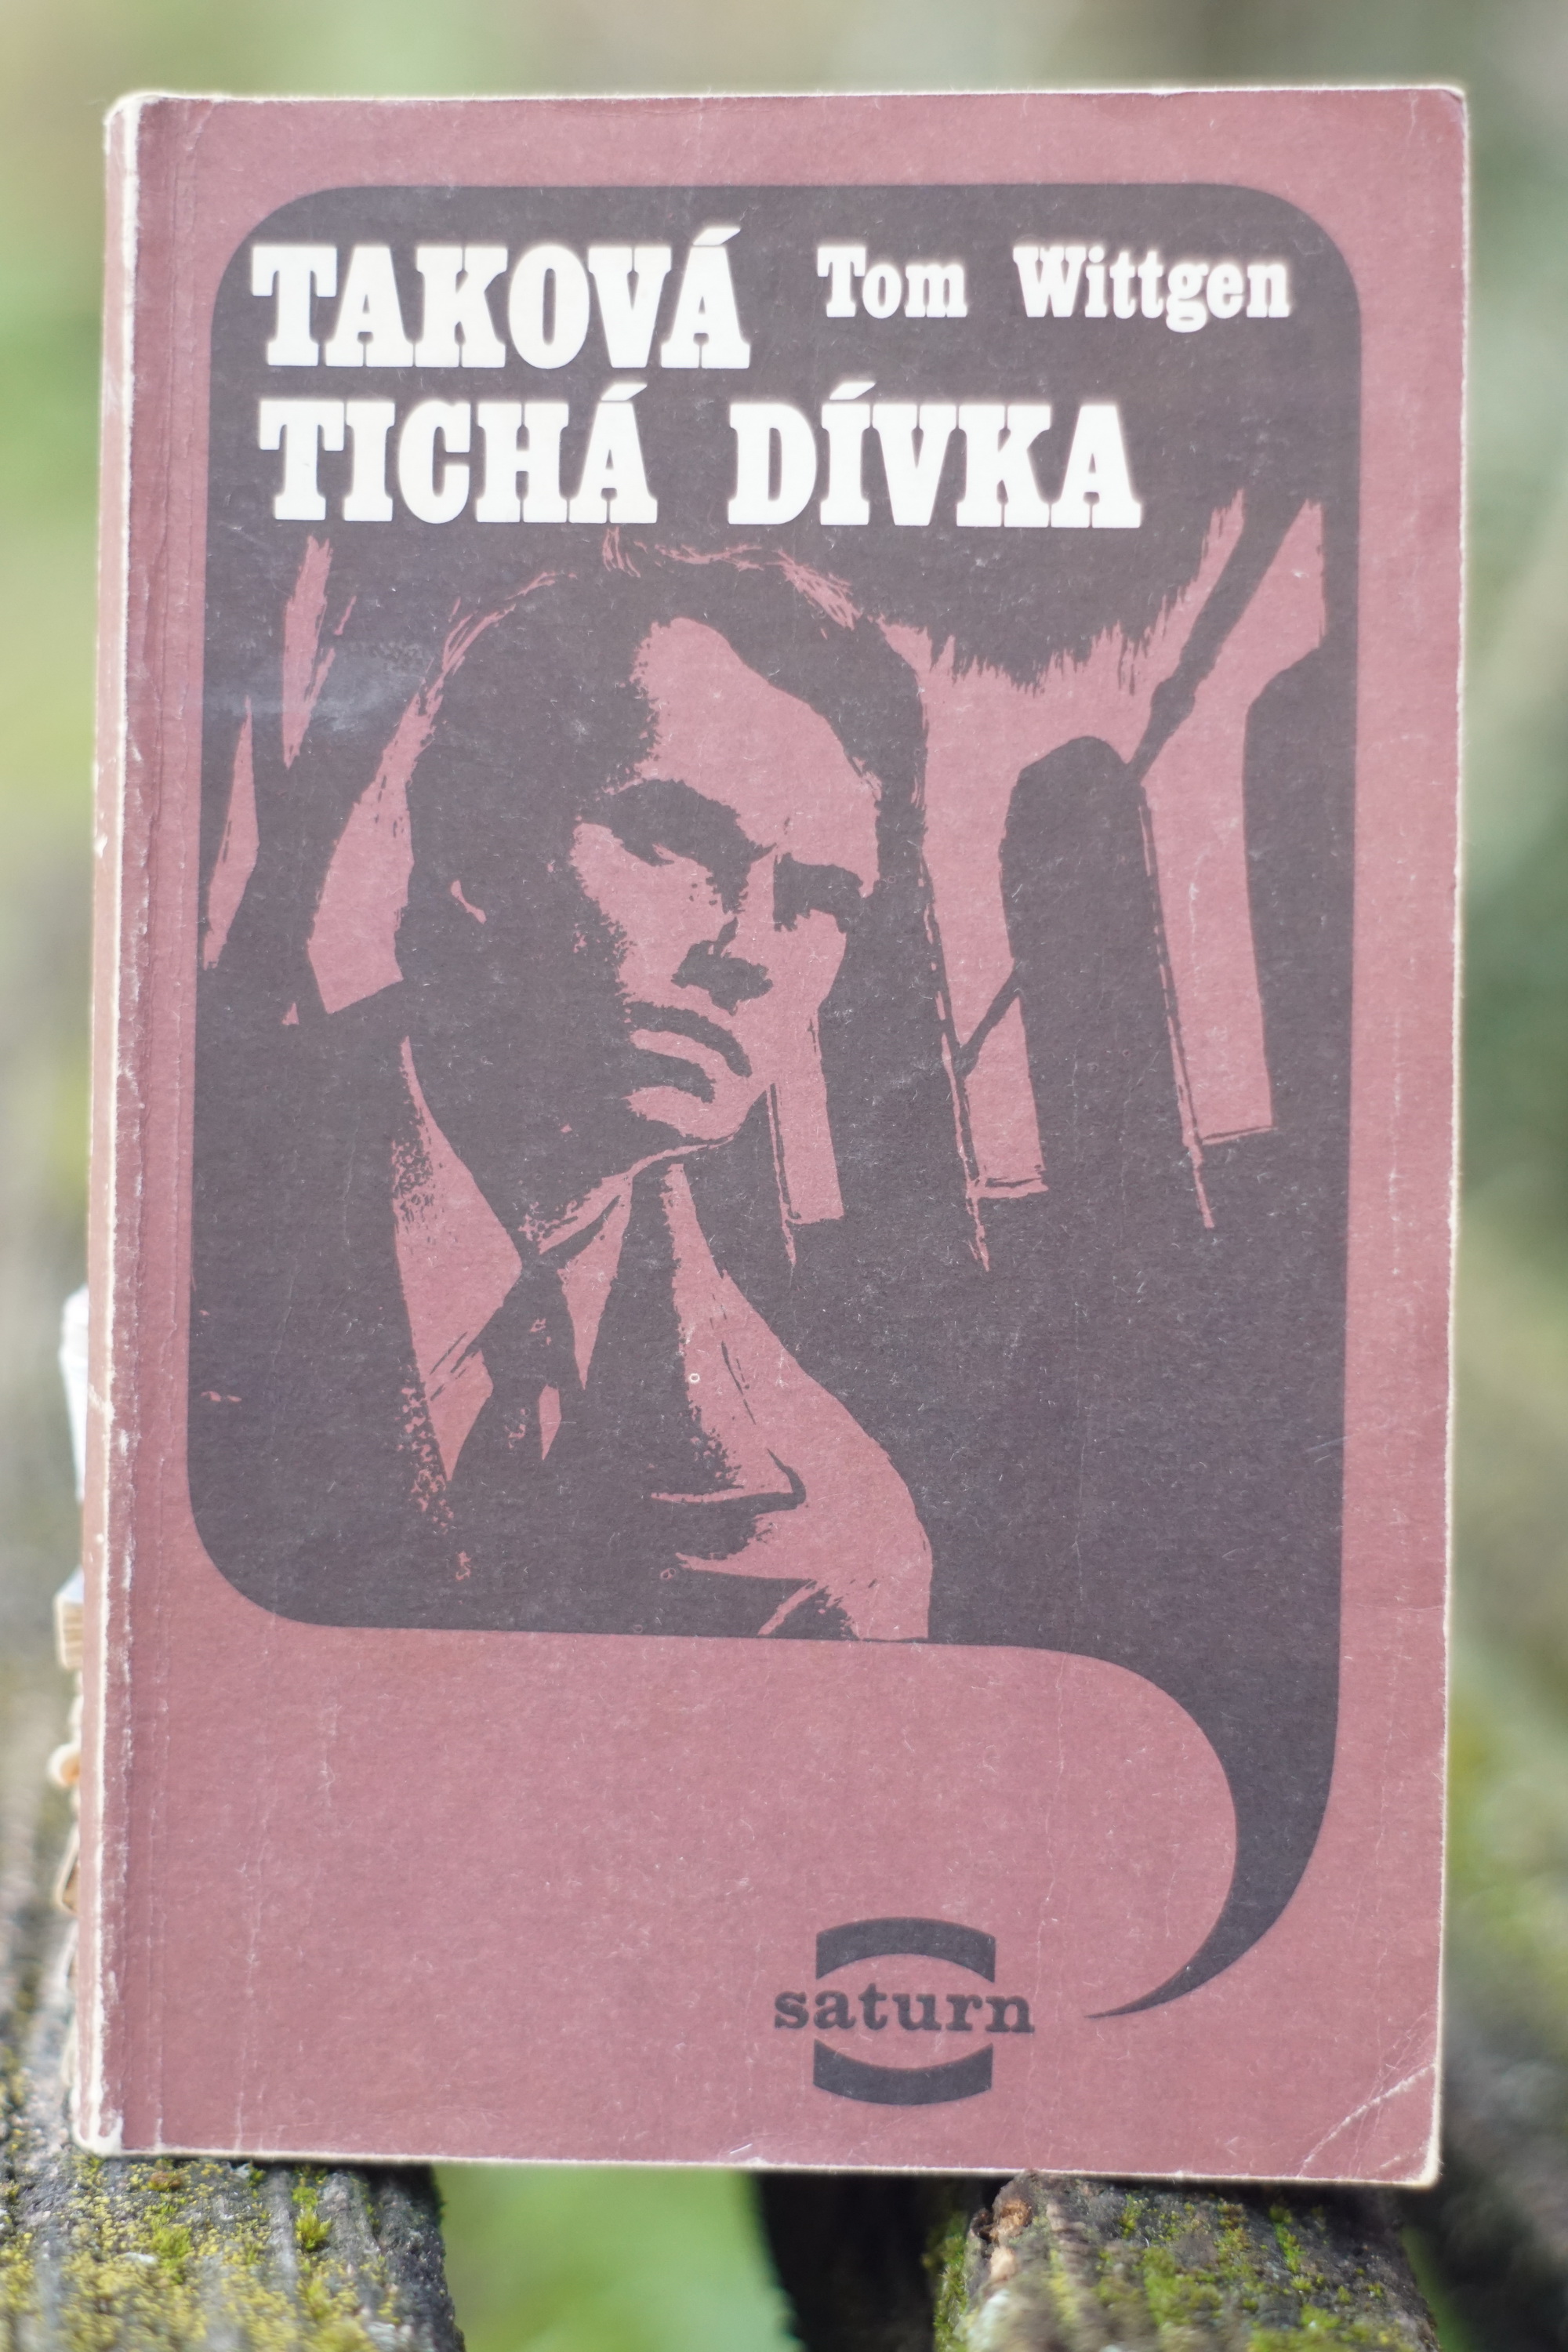 TAKOVÁ Tom Wittgen
TICHÁ DÍVKA
saturn